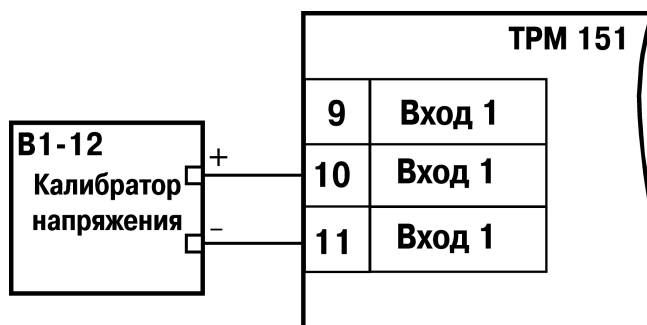 ТРМ 151
9 Вход 1
В1-12
+
Калибратор
10 Вход 1
напряжения
–
11 Вход 1